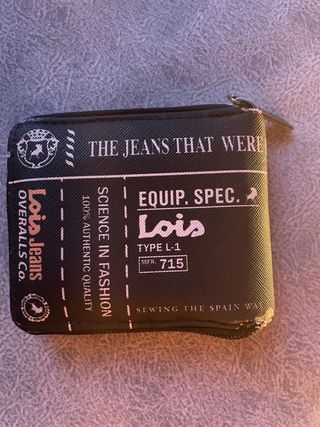 THE JEANS THAT WERE
Lois Jeans
OVERALLS CO.
SCIENCE IN FASHION
100% AUTHENTIC QUALITY
EQUIP. SPEC.
Lois
TYPE L-1
MFR. 715
SEWING THE SPAIN WAY